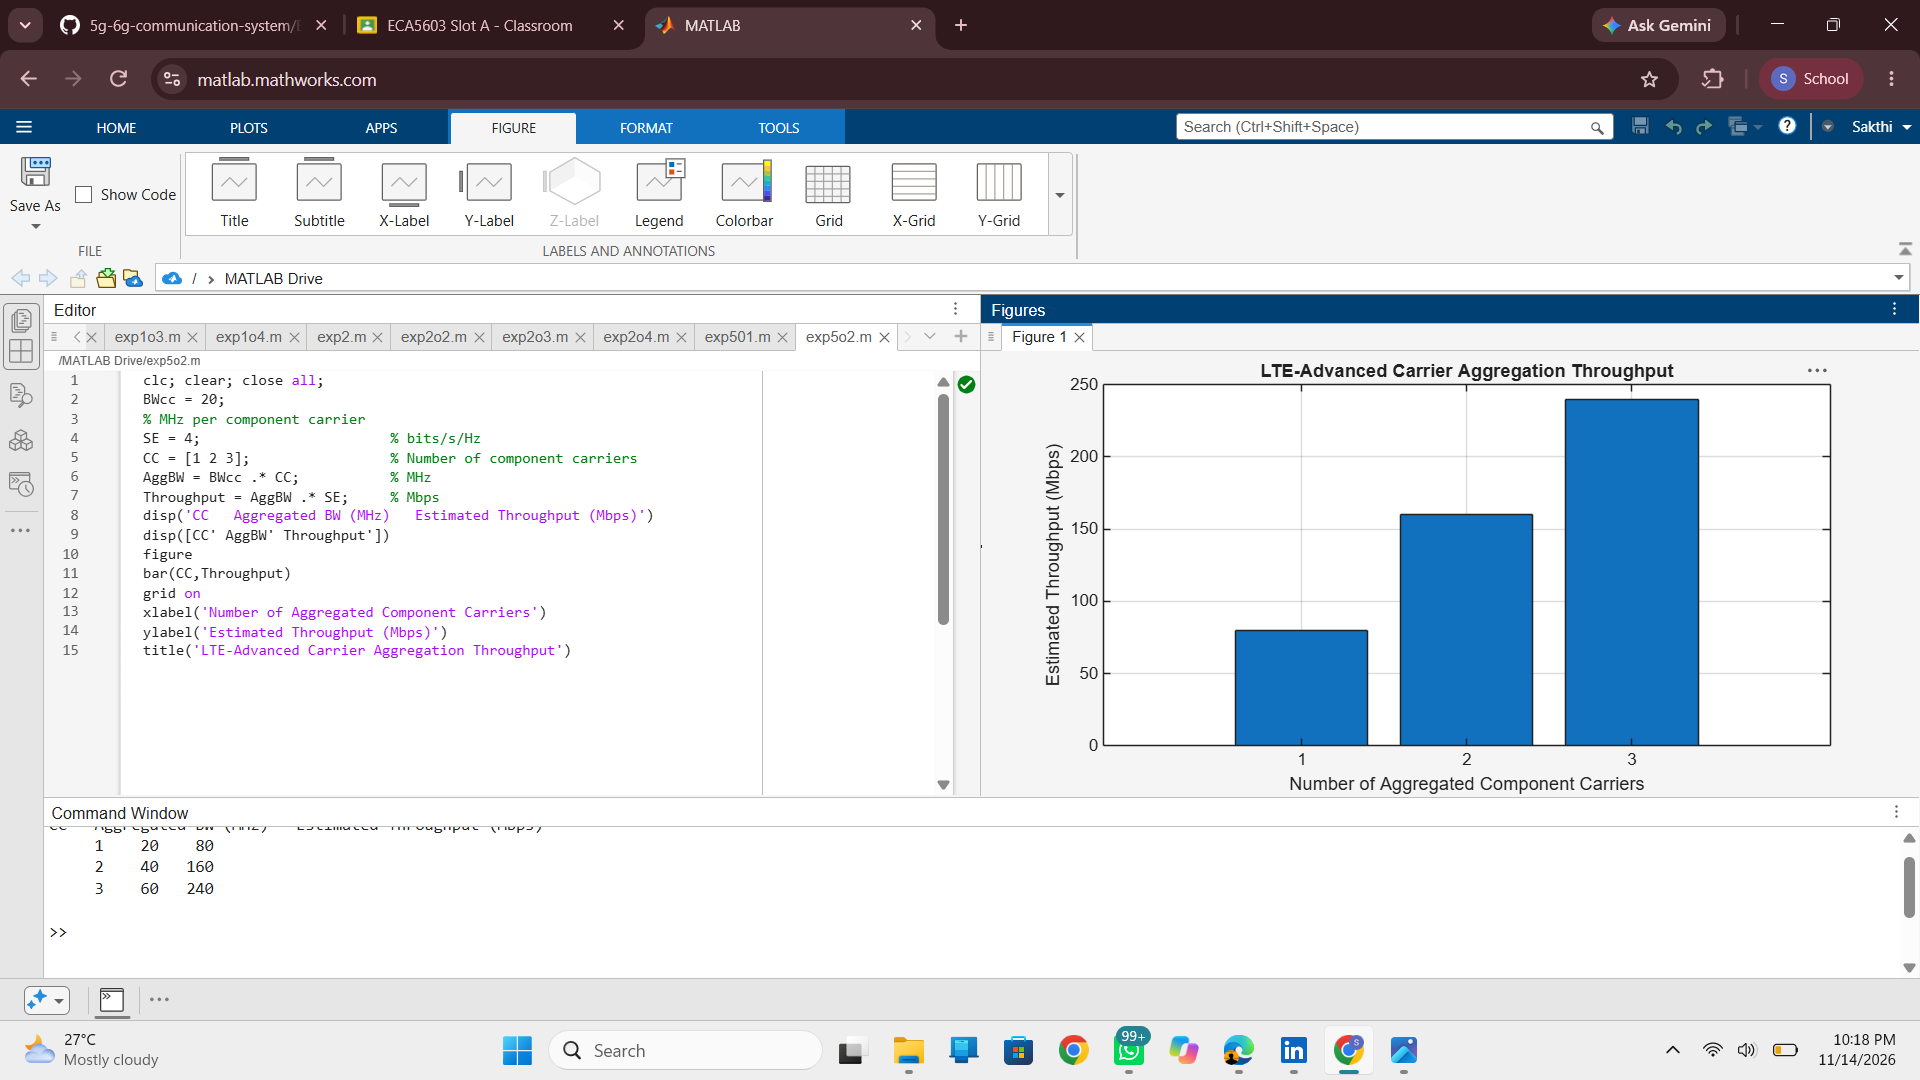 5g-6g-communication-system/
ECA5603 Slot A - Classroom
MATLAB
Ask Gemini
matlab.mathworks.com
S School
HOME PLOTS APPS FIGURE FORMAT TOOLS
Search (Ctrl+Shift+Space)
Sakthi
Save As
Show Code
Title Subtitle X-Label Y-Label Z-Label Legend Colorbar Grid X-Grid Y-Grid
FILE
LABELS AND ANNOTATIONS
/ > MATLAB Drive
Editor
exp1o3.m exp1o4.m exp2.m exp2o2.m exp2o3.m exp2o4.m exp501.m exp5o2.m
/MATLAB Drive/exp5o2.m
1 clc; clear; close all;
2 BWcc = 20;
3 % MHz per component carrier
4 SE = 4; % bits/s/Hz
5 CC = [1 2 3]; % Number of component carriers
6 AggBW = BWcc .* CC; % MHz
7 Throughput = AggBW .* SE; % Mbps
8 disp('CC Aggregated BW (MHz) Estimated Throughput (Mbps)')
9 disp([CC' AggBW' Throughput'])
10 figure
11 bar(CC,Throughput)
12 grid on
13 xlabel('Number of Aggregated Component Carriers')
14 ylabel('Estimated Throughput (Mbps)')
15 title('LTE-Advanced Carrier Aggregation Throughput')
Figures
Figure 1
LTE-Advanced Carrier Aggregation Throughput
Estimated Throughput (Mbps)
250
200
150
100
50
0
1 2 3
Number of Aggregated Component Carriers
Command Window
CC Aggregated BW (MHz) Estimated Throughput (Mbps)
1 20 80
2 40 160
3 60 240
>>
27°C
Mostly cloudy
Search
99+
10:18 PM
11/14/2026